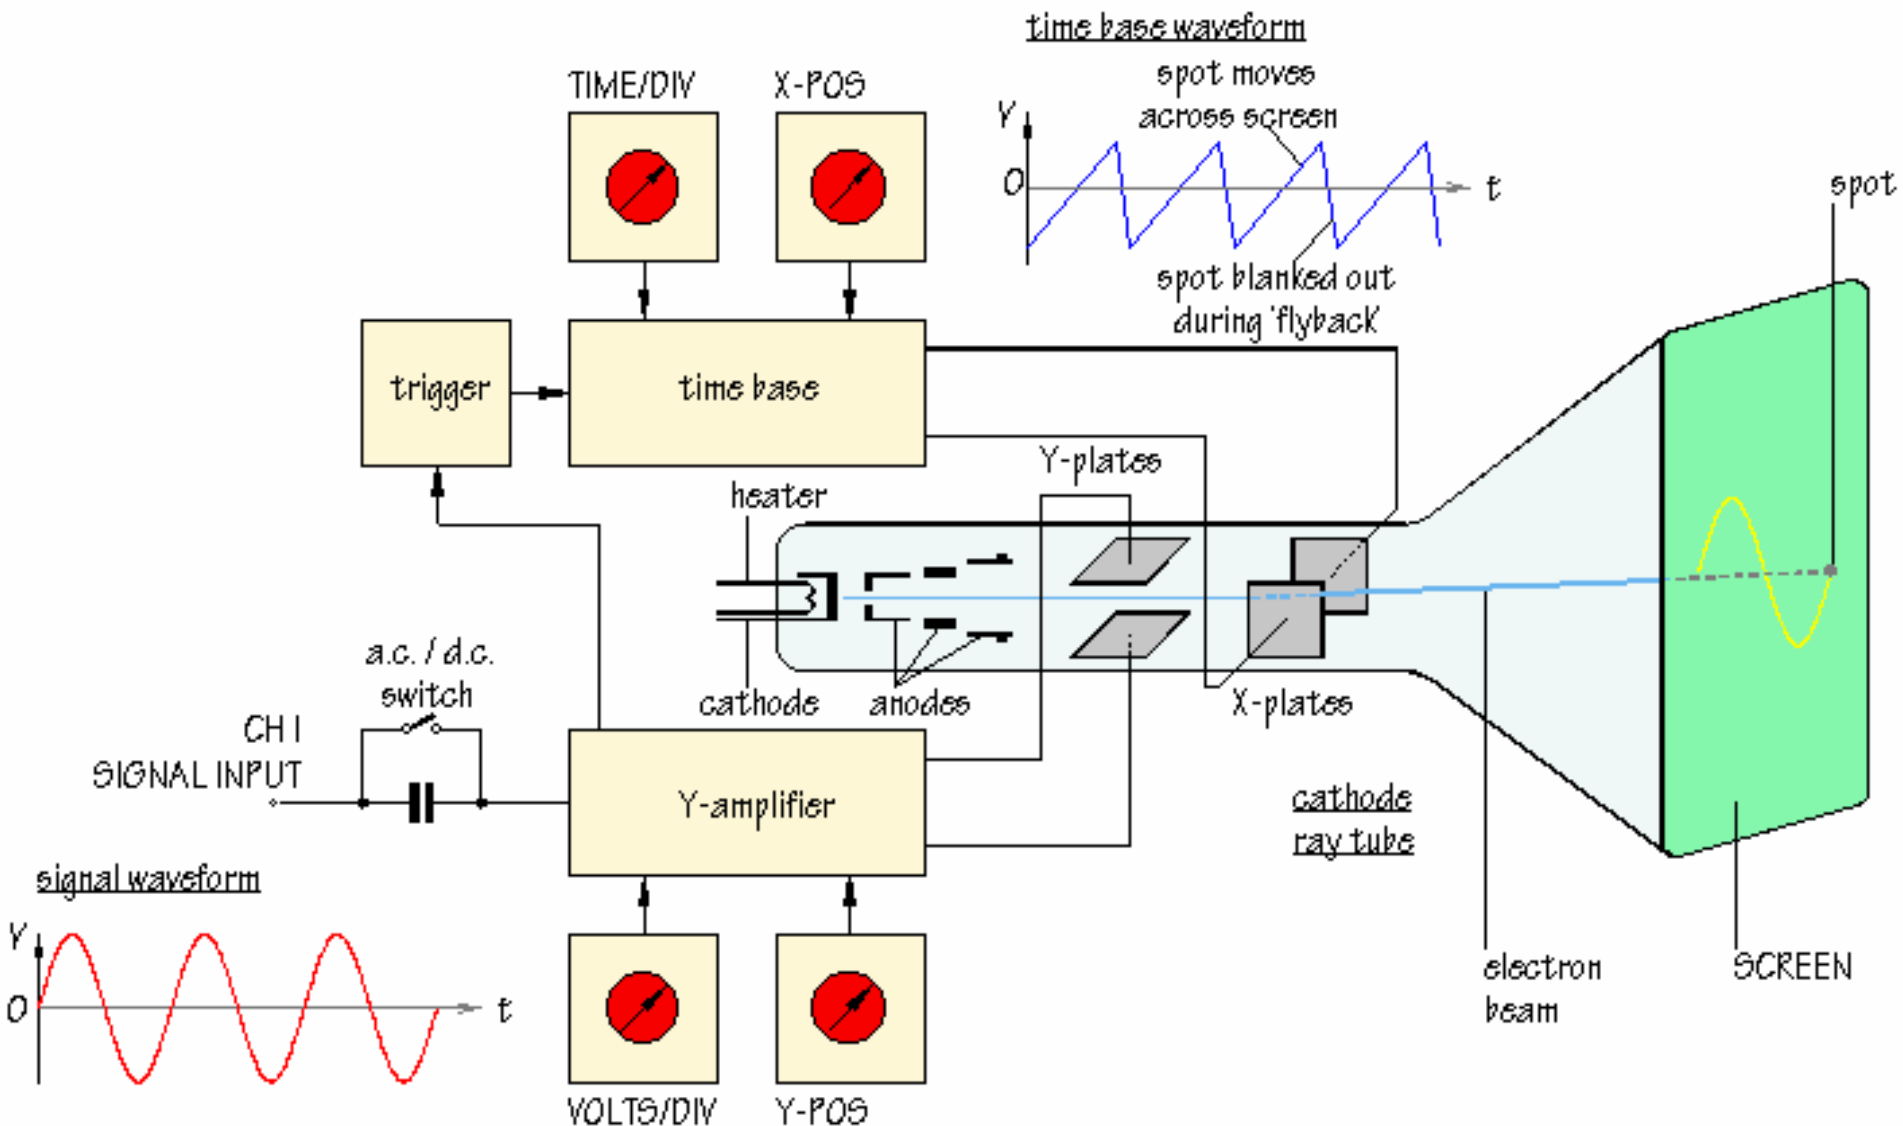 time base waveform
spot moves
across screen
TIME/DIV
X-POS
V
O
t
spot
spot blanked out
during 'flyback'
trigger
time base
Y-plates
heater
a.c. / d.c.
switch
cathode
anodes
X-plates
CH I
SIGNAL INPUT
Y-amplifier
cathode
ray tube
signal waveform
V
O
t
electron
beam
SCREEN
VOLTS/DIV
Y-POS